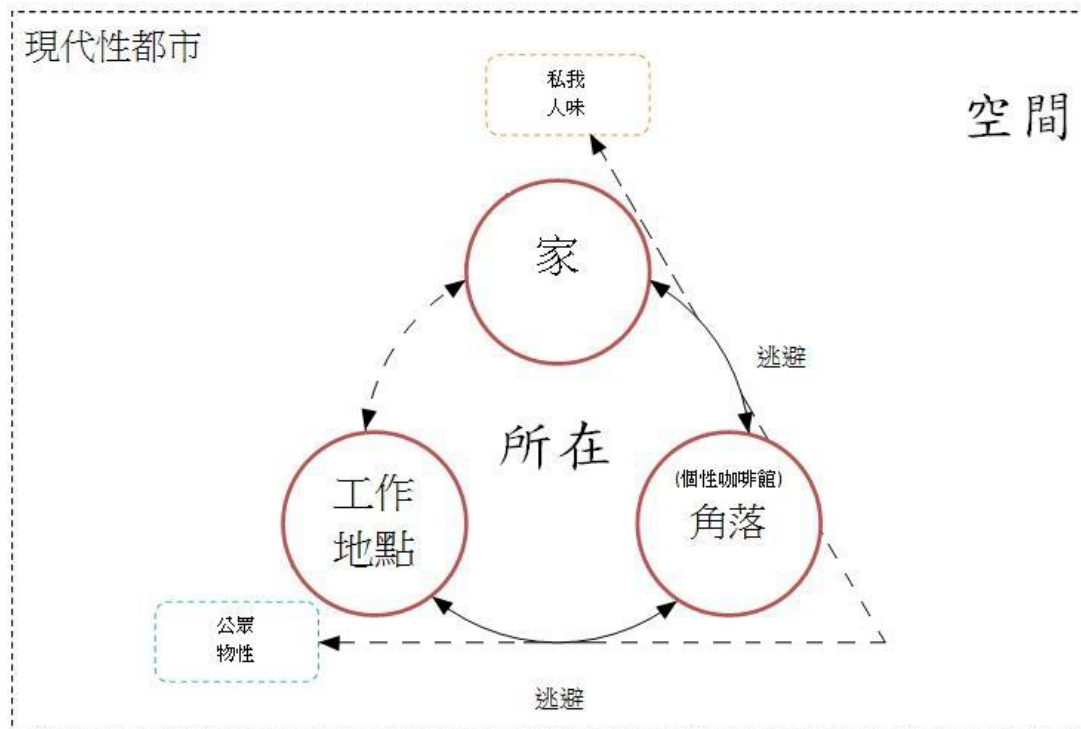 現代性都市
私我
人味
空間
家
逃避
所在
(個性咖啡館)
角落
工作
地點
公眾
物性
逃避